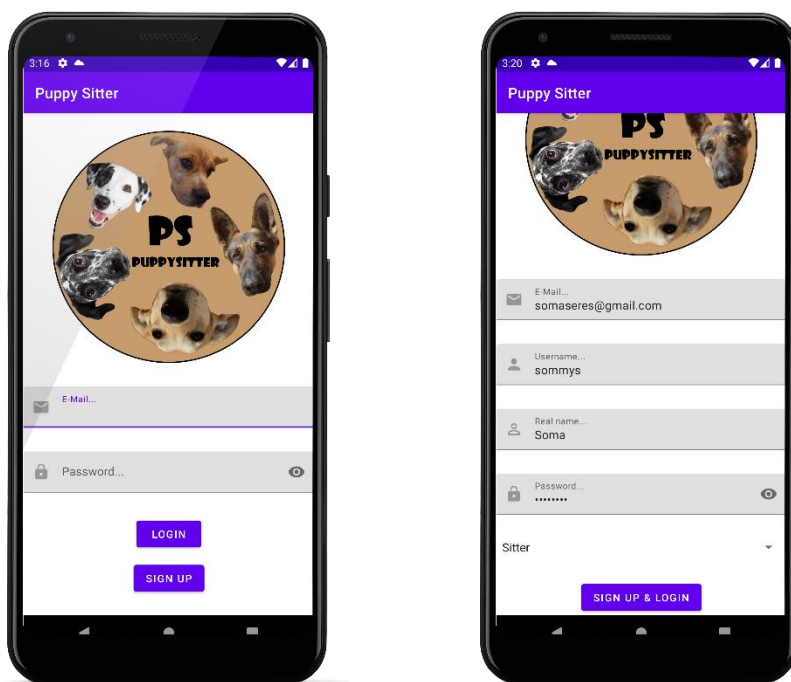 3:16
Puppy Sitter
PS
PUPPYSITTER
E-Mail...
Password...
LOGIN
SIGN UP
3:20
Puppy Sitter
PS
PUPPYSITTER
E-Mail...
somaseres@gmail.com
Username...
sommys
Real name...
Soma
Password...
••••••••
Sitter
SIGN UP & LOGIN